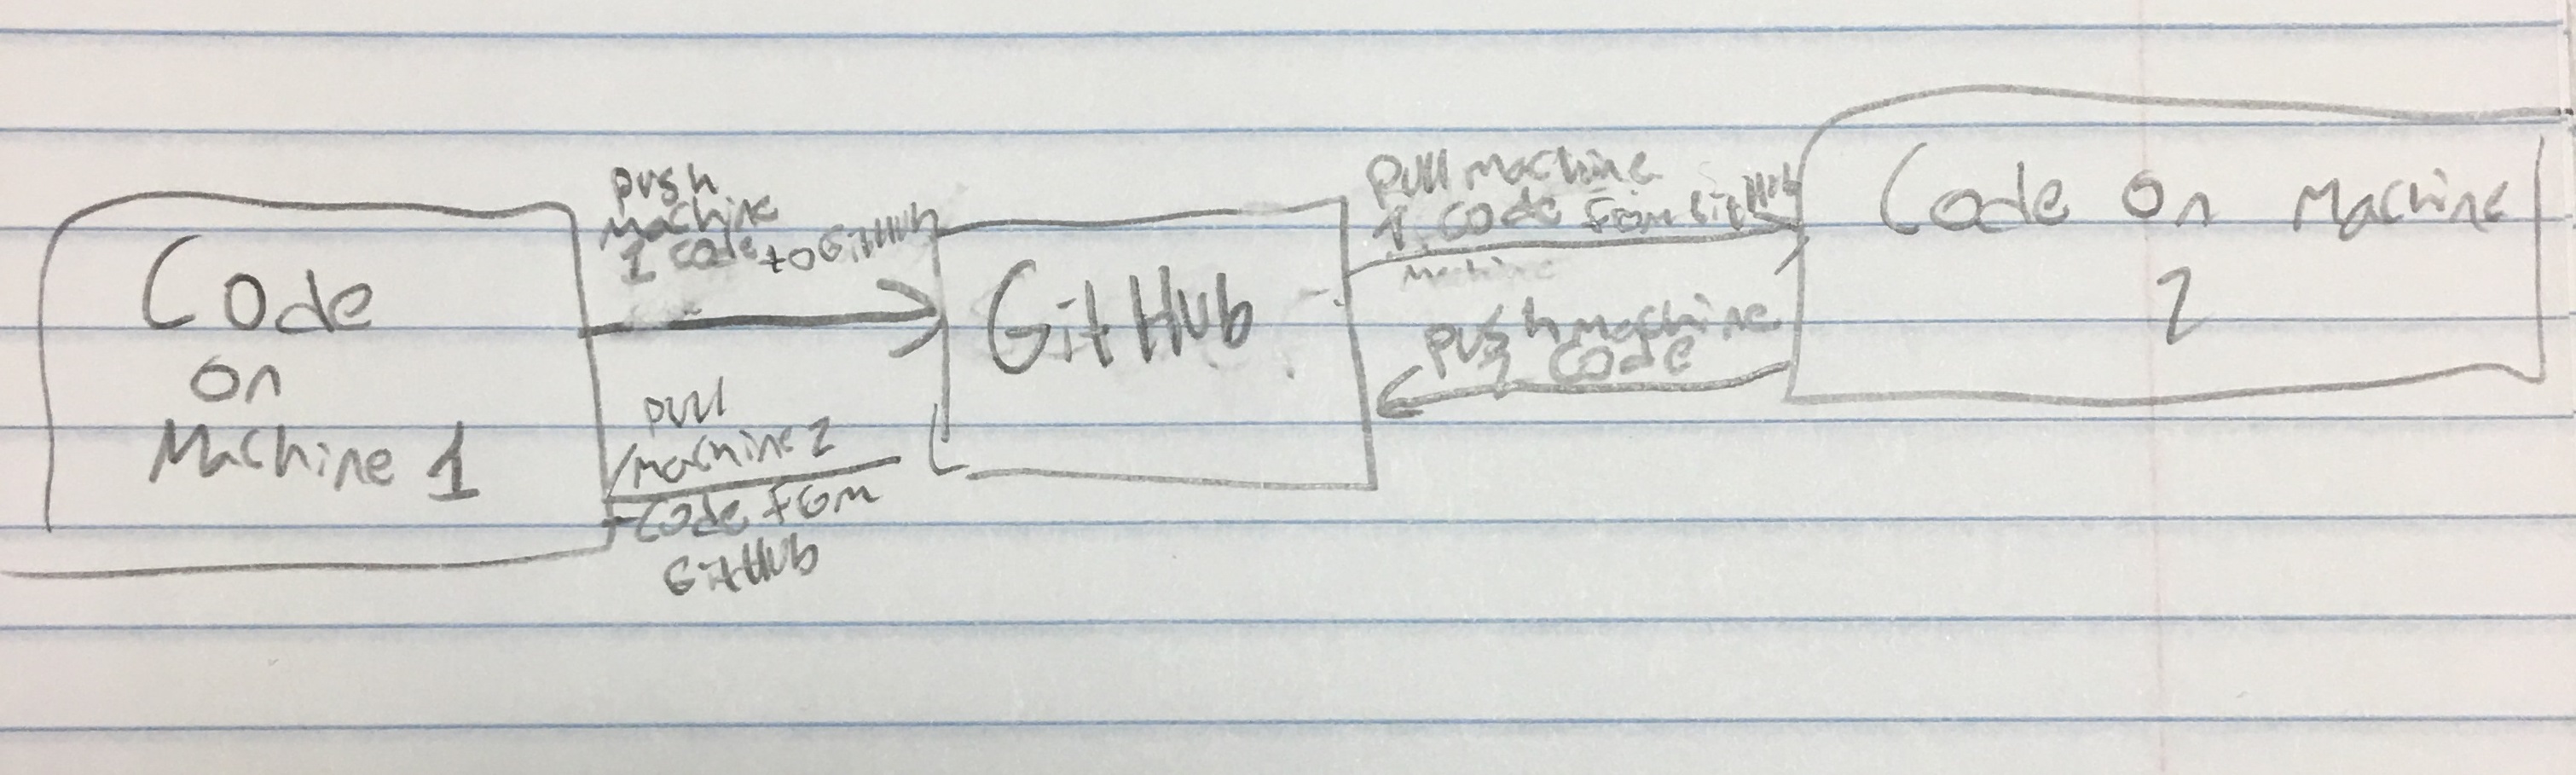 Code
on
Machine 1
push
machine
1 code to GitHub
pull
machine 2
code from
GitHub
GitHub
pull machine
1 code from GitHub
Machine
push machine
2 code
Code on Machine
2